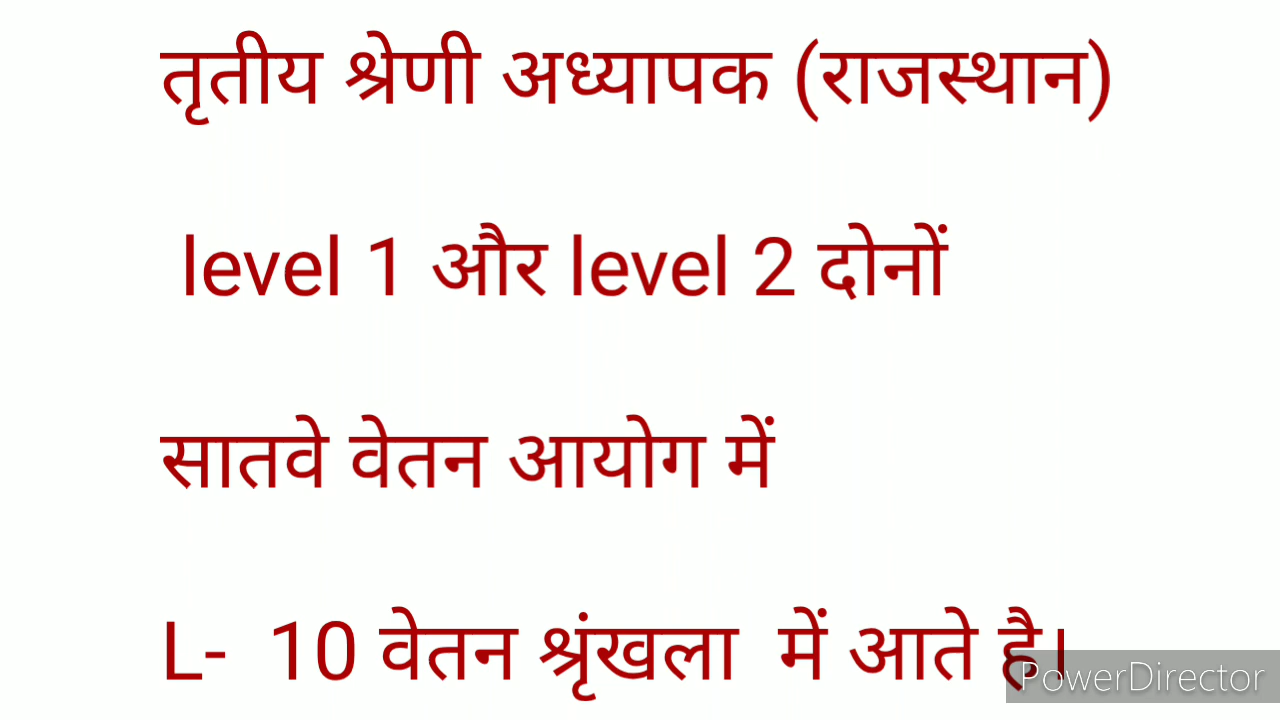 तृतीय श्रेणी अध्यापक (राजस्थान)
level 1 और level 2 दोनों
सातवे वेतन आयोग में
L- 10 वेतन श्रृंखला में आते है।
PowerDirector